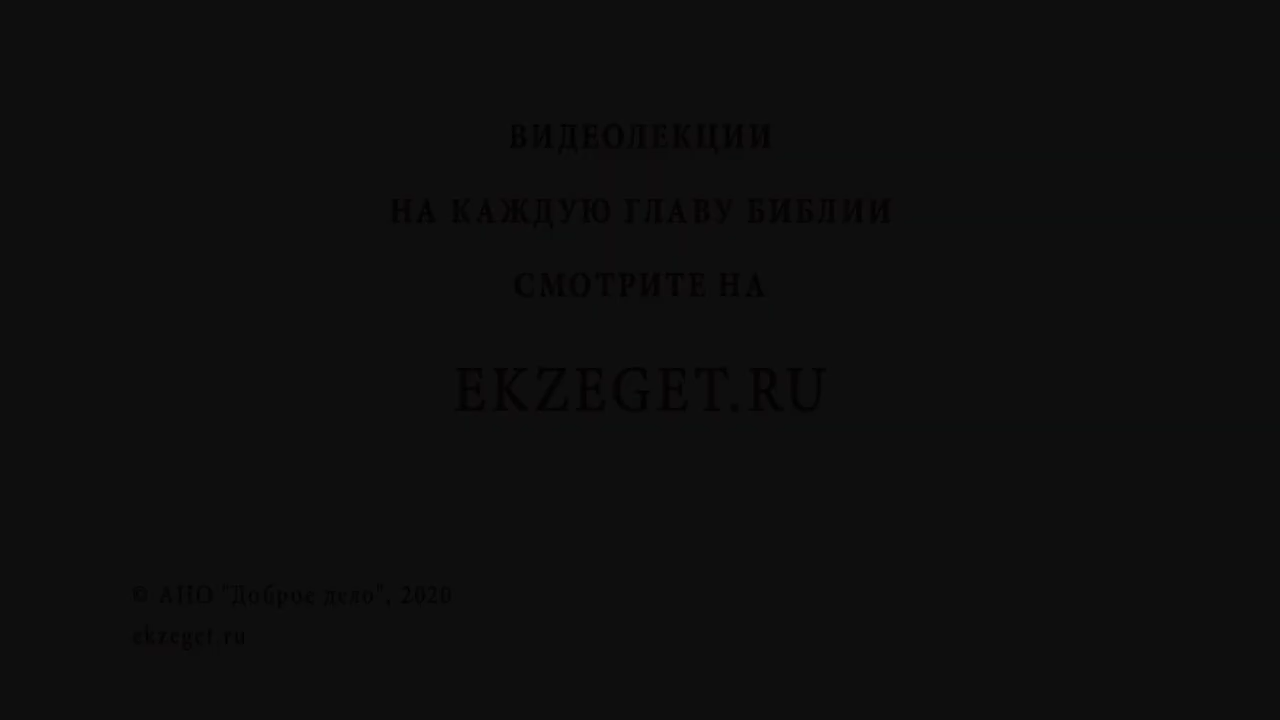 ВИДЕОЛЕКЦИИ
НА КАЖДУЮ ГЛАВУ БИБЛИИ
СМОТРИТЕ НА
EKZEGET.RU
© АНО "Доброе дело", 2020
ekzeget.ru